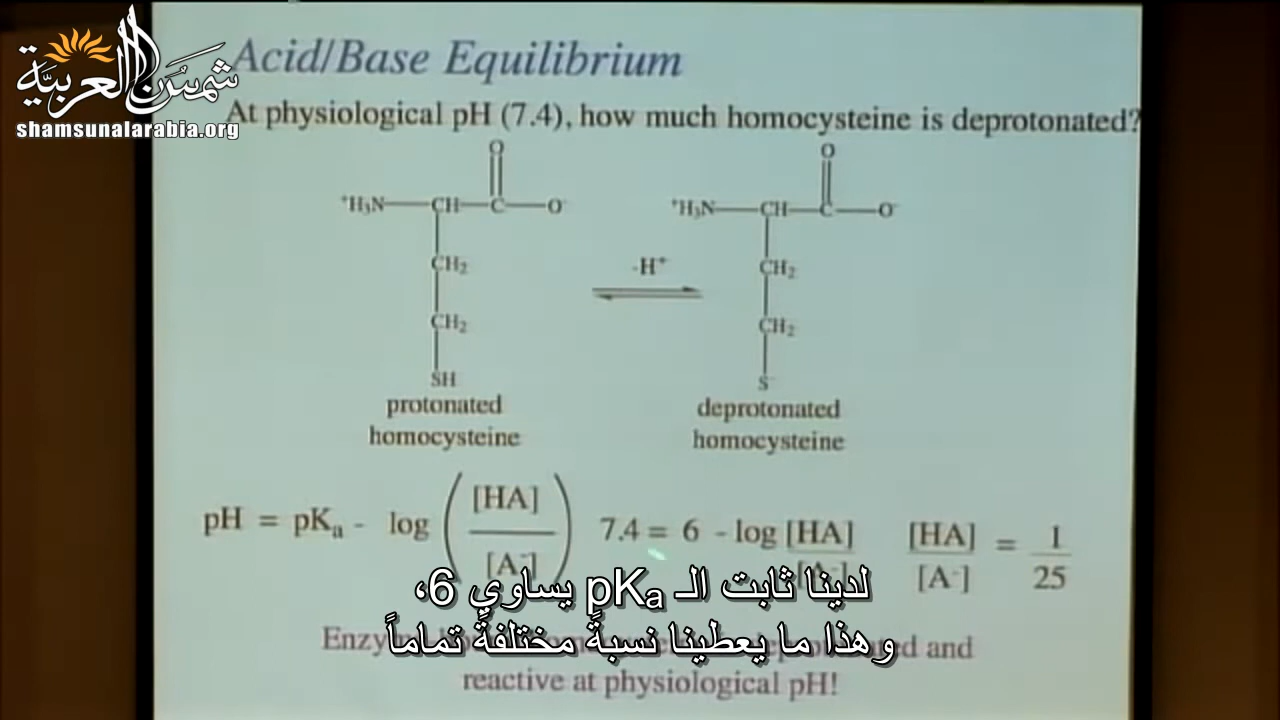 شمس العربية
shamsunalarabia.org
Acid/Base Equilibrium
At physiological pH (7.4), how much homocysteine is deprotonated?
⁺H₃N—CH—C—O⁻
O
CH₂
CH₂
SH
protonated
homocysteine
-H⁺
⁺H₃N—CH—C—O⁻
O
CH₂
CH₂
S⁻
deprotonated
homocysteine
pH = pKₐ - log ([HA] / [A⁻])
7.4 = 6 - log [HA] / [A⁻]
[HA] / [A⁻] = 1 / 25
لدينا ثابت الـ pKₐ يساوي 6،
وهذا ما يعطينا نسبةً مختلفةً تماماً
and
reactive at physiological pH!